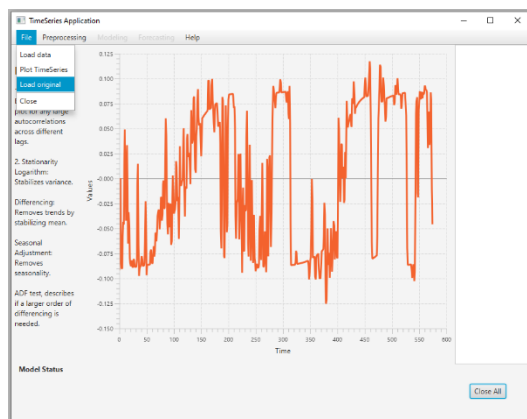 TimeSeries Application
File Preprocessing Modeling Forecasting Help
Load data
Plot TimeSeries
Load original
Close
plot for any large
autocorrelations
across different
lags.
2. Stationarity
Logarithm:
Stabilizes variance.
Differencing:
Removes trends by
stabilizing mean.
Seasonal
Adjustment:
Removes
seasonality.
ADF test, describes
if a larger order of
differencing is
needed.
Model Status
0.125
0.100
0.075
0.050
0.025
-0.000
-0.025
-0.050
-0.075
-0.100
-0.125
-0.150
Values
0 50 100 150 200 250 300 350 400 450 500 550 600
Time
Close All